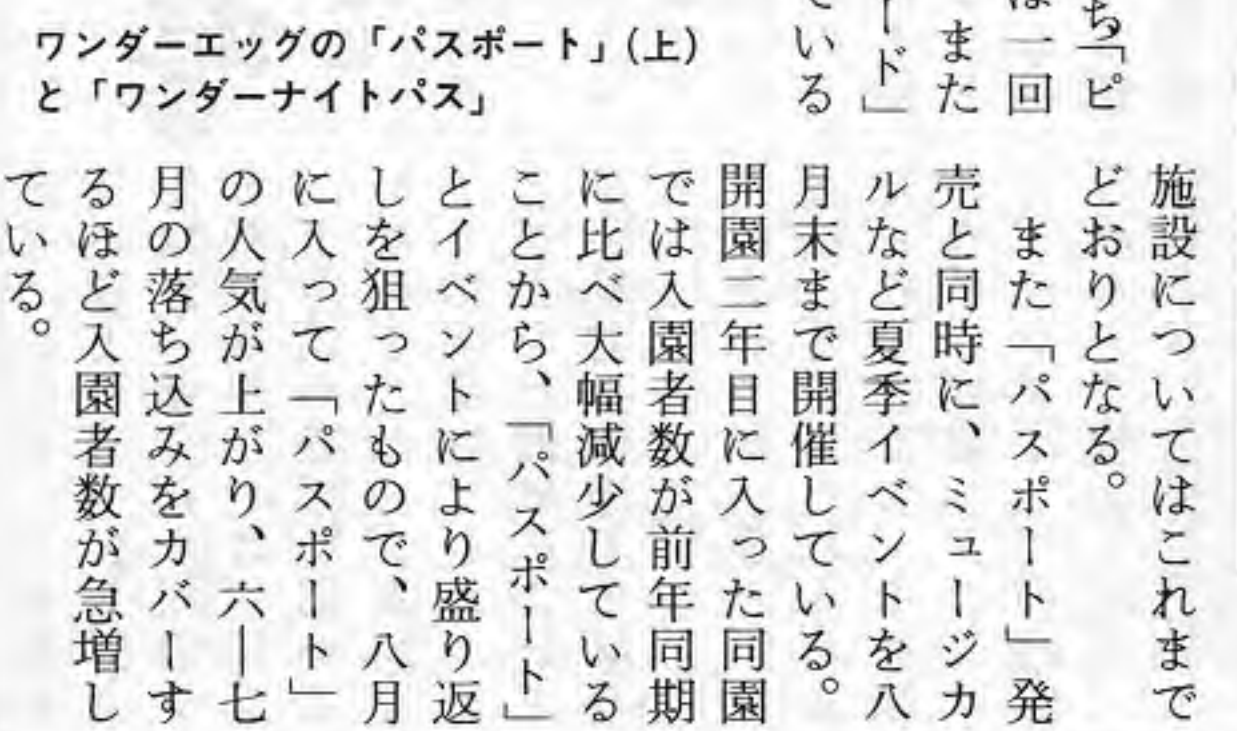 ち「ピ
は一回
また
ード」
ている
ワンダーエッグの「パスポート」(上)
と「ワンダーナイトパス」
施設についてはこれまで
どおりとなる。
また「パスポート」発
売と同時に、ミュージカ
ルなど夏季イベントを八
月末まで開催している。
開園二年目に入った同園
では入園者数が前年同期
に比べ大幅減少している
ことから、「パスポート」
とイベントにより盛り返
しを狙ったもので、八月
に入って「パスポート」
の人気が上がり、六―七
月の落ち込みをカバーす
るほど入園者数が急増し
ている。